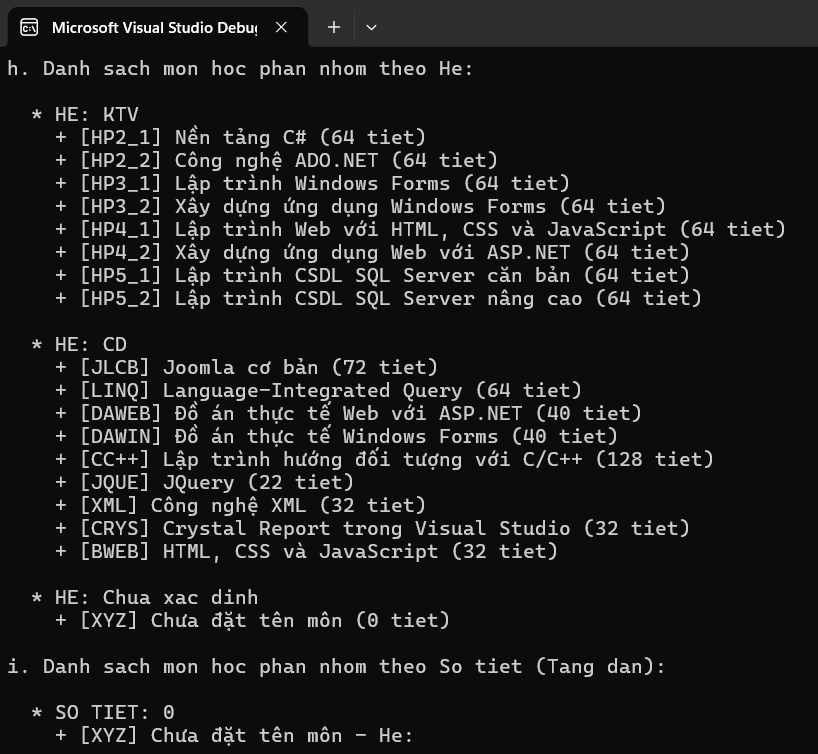 Microsoft Visual Studio Debu
h. Danh sach mon hoc phan nhom theo He:
* HE: KTV
+ [HP2_1] Nền tảng C# (64 tiet)
+ [HP2_2] Công nghệ ADO.NET (64 tiet)
+ [HP3_1] Lập trình Windows Forms (64 tiet)
+ [HP3_2] Xây dựng ứng dụng Windows Forms (64 tiet)
+ [HP4_1] Lập trình Web với HTML, CSS và JavaScript (64 tiet)
+ [HP4_2] Xây dựng ứng dụng Web với ASP.NET (64 tiet)
+ [HP5_1] Lập trình CSDL SQL Server căn bản (64 tiet)
+ [HP5_2] Lập trình CSDL SQL Server nâng cao (64 tiet)
* HE: CD
+ [JLCB] Joomla cơ bản (72 tiet)
+ [LINQ] Language-Integrated Query (64 tiet)
+ [DAWEB] Đồ án thực tế Web với ASP.NET (40 tiet)
+ [DAWIN] Đồ án thực tế Windows Forms (40 tiet)
+ [CC++] Lập trình hướng đối tượng với C/C++ (128 tiet)
+ [JQUE] JQuery (22 tiet)
+ [XML] Công nghệ XML (32 tiet)
+ [CRYS] Crystal Report trong Visual Studio (32 tiet)
+ [BWEB] HTML, CSS và JavaScript (32 tiet)
* HE: Chua xac dinh
+ [XYZ] Chưa đặt tên môn (0 tiet)
i. Danh sach mon hoc phan nhom theo So tiet (Tang dan):
* SO TIET: 0
+ [XYZ] Chưa đặt tên môn - He: